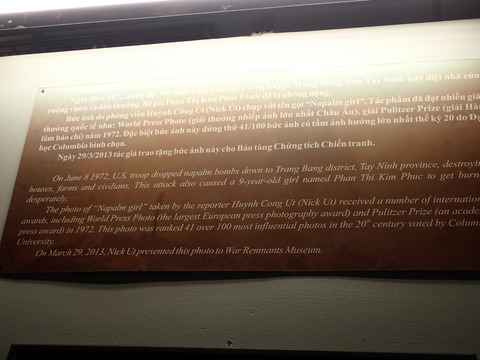 Ngày 08/6/1972 quân đội Mỹ ném bom napalm xuống huyện Trảng Bàng, tỉnh Tây Ninh hủy diệt nhà cửa,
ruộng vườn và dân thường. Bé gái Phan Thị Kim Phúc 9 tuổi đã bị phỏng nặng.
Bức ảnh do phóng viên Huỳnh Công Út (Nick Út) chụp với tên gọi "Napalm girl". Tác phẩm đã đạt nhiều giải
thưởng quốc tế như: World Press Photo (giải thưởng nhiếp ảnh lớn nhất Châu Âu), giải Pulitzer Prize (giải Hàn
lâm báo chí) năm 1972. Đặc biệt bức ảnh này đứng thứ 41/100 bức ảnh có tầm ảnh hưởng lớn nhất thế kỷ 20 do Đại
học Columbia bình chọn.
Ngày 29/3/2013 tác giả trao tặng bức ảnh này cho Bảo tàng Chứng tích Chiến tranh.
On June 8 1972, U.S. troop dropped napalm bombs down to Trang Bang district, Tay Ninh province, destroying
houses, farms and civilians. This attack also caused a 9-year-old girl named Phan Thi Kim Phuc to get burned
desperately.
The photo of "Napalm girl" taken by the reporter Huynh Cong Ut (Nick Ut) received a number of international
awards, including World Press Photo (the largest European press photography award) and Pulitzer Prize (an academ
press award) in 1972. This photo was ranked 41 over 100 most influential photos in the 20th century voted by Columb
University.
On March 29, 2013, Nick Ut presented this photo to War Remnants Museum.